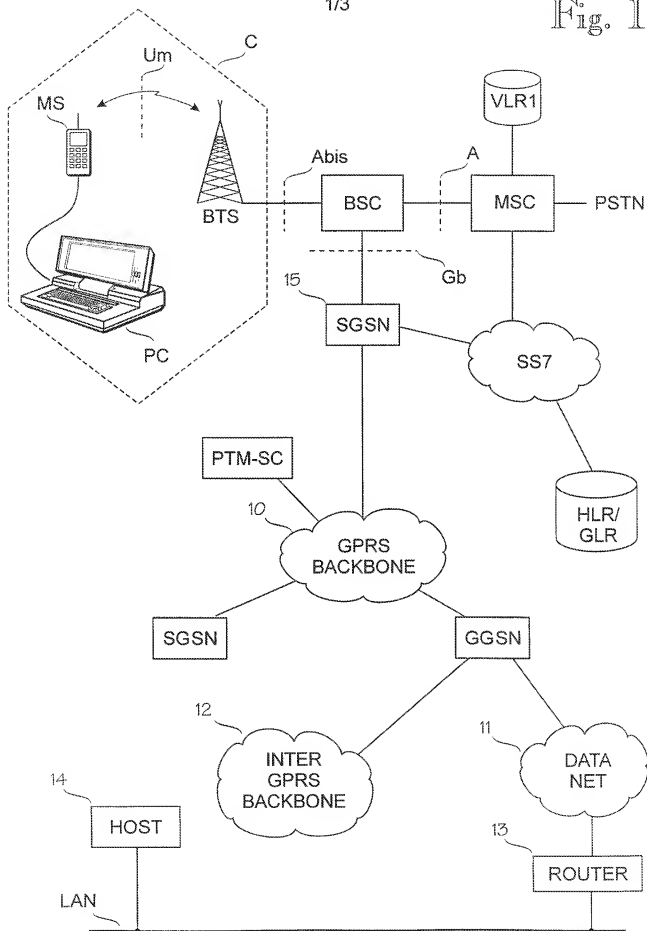 1/3
Fig. 1
C
Um
MS
VLR1
Abis
A
BTS
BSC
MSC
PSTN
Gb
15
SGSN
PC
SS7
PTM-SC
10
GPRS
BACKBONE
HLR/
GLR
SGSN
GGSN
12
INTER
GPRS
BACKBONE
11
DATA
NET
14
HOST
13
ROUTER
LAN